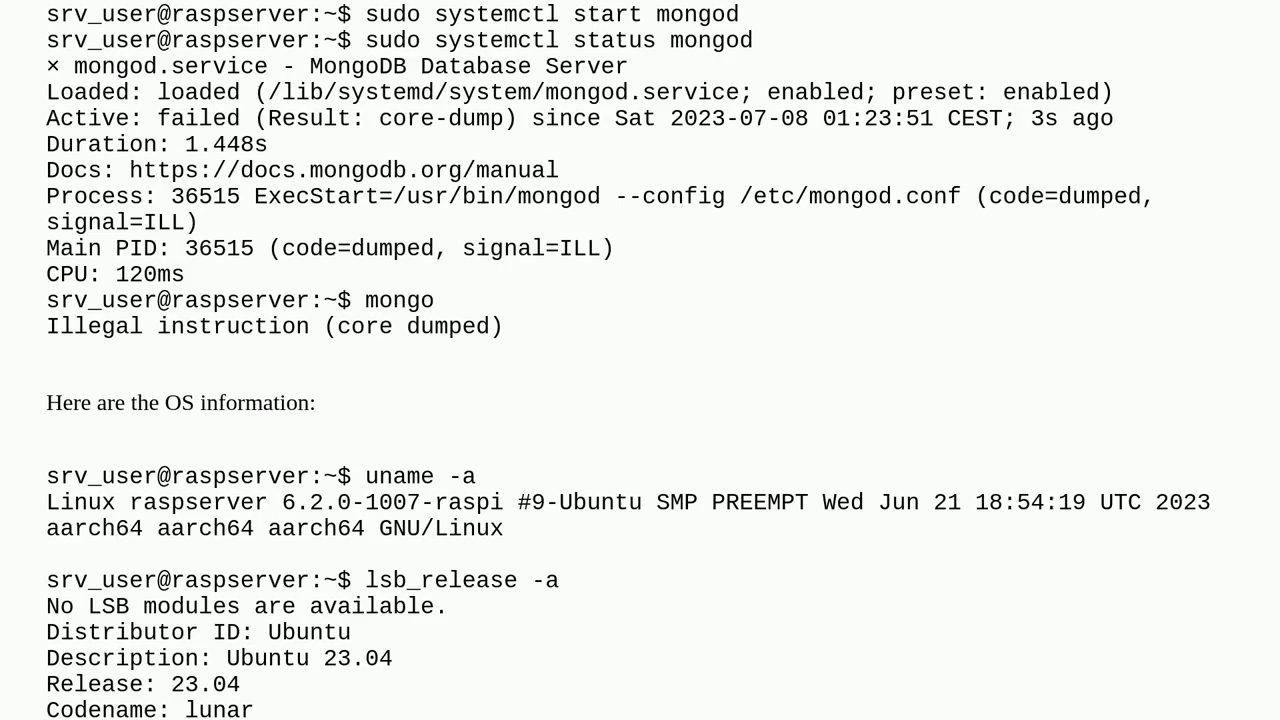 srv_user@raspserver:~$ sudo systemctl start mongod
srv_user@raspserver:~$ sudo systemctl status mongod
× mongod.service - MongoDB Database Server
Loaded: loaded (/lib/systemd/system/mongod.service; enabled; preset: enabled)
Active: failed (Result: core-dump) since Sat 2023-07-08 01:23:51 CEST; 3s ago
Duration: 1.448s
Docs: https://docs.mongodb.org/manual
Process: 36515 ExecStart=/usr/bin/mongod --config /etc/mongod.conf (code=dumped,
signal=ILL)
Main PID: 36515 (code=dumped, signal=ILL)
CPU: 120ms
srv_user@raspserver:~$ mongo
Illegal instruction (core dumped)
Here are the OS information:
srv_user@raspserver:~$ uname -a
Linux raspserver 6.2.0-1007-raspi #9-Ubuntu SMP PREEMPT Wed Jun 21 18:54:19 UTC 2023
aarch64 aarch64 aarch64 GNU/Linux
srv_user@raspserver:~$ lsb_release -a
No LSB modules are available.
Distributor ID: Ubuntu
Description: Ubuntu 23.04
Release: 23.04
Codename: lunar